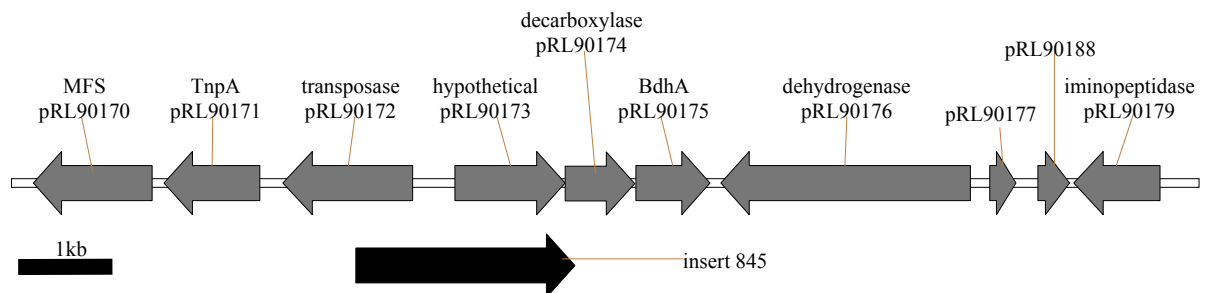 decarboxylase
pRL90174
MFS
pRL90170
TnpA
pRL90171
transposase
pRL90172
hypothetical
pRL90173
BdhA
pRL90175
dehydrogenase
pRL90176
pRL90177
pRL90188
iminopeptidase
pRL90179
1kb
insert 845